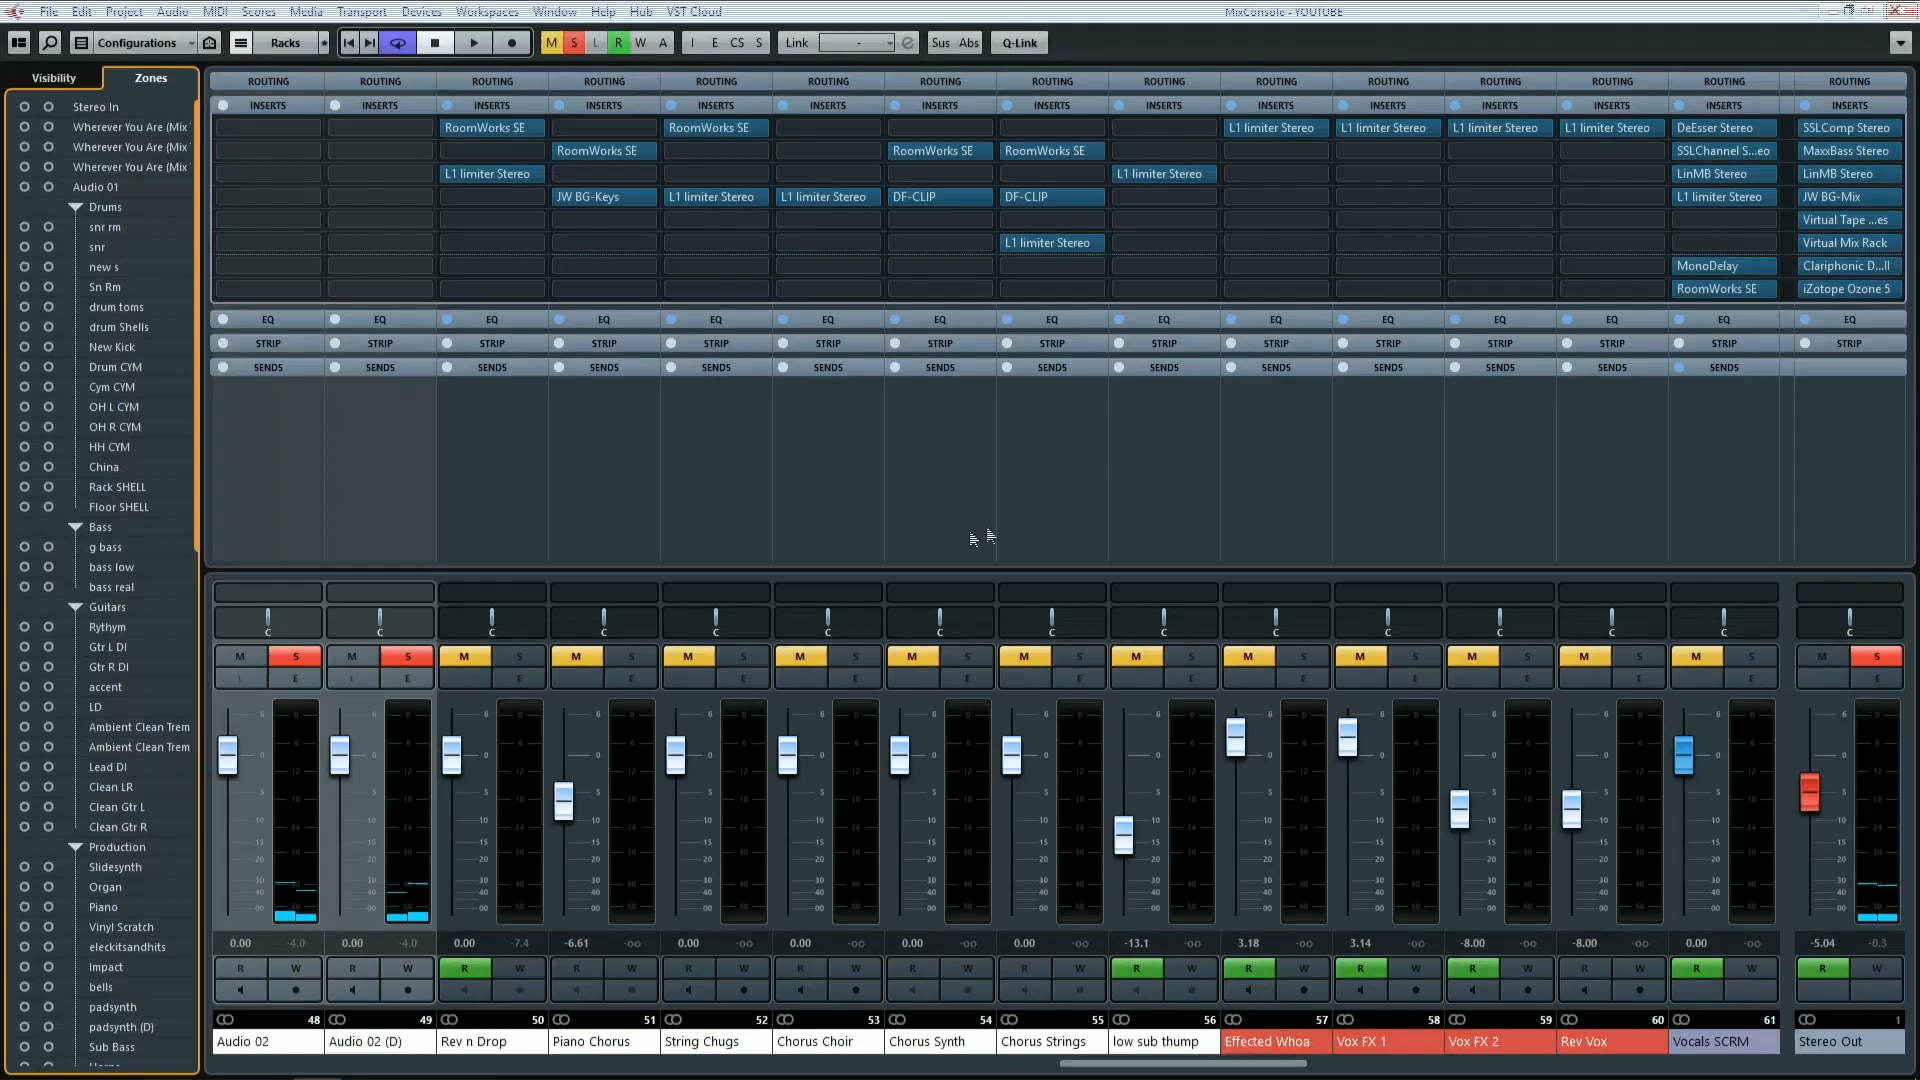 File Edit Project Audio MIDI Scores Media Transport Devices Workspaces Window Help Hub VST Cloud MixConsole - YOUTUBE
Configurations Racks M S L R W A I E CS S Link - Sus Abs Q-Link
Visibility Zones
Stereo In
Wherever You Are (Mix
Wherever You Are (Mix
Wherever You Are (Mix
Audio 01
Drums
snr rm
snr
new s
Sn Rm
drum toms
drum Shells
New Kick
Drum CYM
Cym CYM
OH L CYM
OH R CYM
HH CYM
China
Rack SHELL
Floor SHELL
Bass
g bass
bass low
bass real
Guitars
Rythym
Gtr L DI
Gtr R DI
accent
LD
Ambient Clean Trem
Ambient Clean Trem
Lead DI
Clean LR
Clean Gtr L
Clean Gtr R
Production
Slidesynth
Organ
Piano
Vinyl Scratch
eleckitsandhits
Impact
bells
padsynth
padsynth (D)
Sub Bass
ROUTING ROUTING ROUTING ROUTING ROUTING ROUTING ROUTING ROUTING ROUTING ROUTING ROUTING ROUTING ROUTING ROUTING ROUTING
INSERTS INSERTS INSERTS INSERTS INSERTS INSERTS INSERTS INSERTS INSERTS INSERTS INSERTS INSERTS INSERTS INSERTS INSERTS
RoomWorks SE RoomWorks SE L1 limiter Stereo L1 limiter Stereo L1 limiter Stereo L1 limiter Stereo DeEsser Stereo SSLComp Stereo
RoomWorks SE RoomWorks SE RoomWorks SE SSLChannel S...eo MaxxBass Stereo
L1 limiter Stereo L1 limiter Stereo LinMB Stereo LinMB Stereo
JW BG-Keys L1 limiter Stereo L1 limiter Stereo DF-CLIP DF-CLIP L1 limiter Stereo JW BG-Mix
Virtual Tape ...es
L1 limiter Stereo Virtual Mix Rack
MonoDelay Clariphonic D...ll
RoomWorks SE iZotope Ozone 5
EQ EQ EQ EQ EQ EQ EQ EQ EQ EQ EQ EQ EQ EQ EQ
STRIP STRIP STRIP STRIP STRIP STRIP STRIP STRIP STRIP STRIP STRIP STRIP STRIP STRIP STRIP
SENDS SENDS SENDS SENDS SENDS SENDS SENDS SENDS SENDS SENDS SENDS SENDS SENDS SENDS
C C C C C C C C C C C C C C C
M S M S M S M S M S M S M S M S M S M S M S M S M S M S M S
L E L E E E E E E E E E E E E E E
0.00 -4.0 0.00 -4.0 0.00 -7.4 -6.61 -oo 0.00 -oo 0.00 -oo 0.00 -oo 0.00 -oo -13.1 -oo 3.18 -oo 3.14 -oo -8.00 -oo -8.00 -oo 0.00 -oo -5.04 -0.3
R W R W R W R W R W R W R W R W R W R W R W R W R W R W R W
48 49 50 51 52 53 54 55 56 57 58 59 60 61 1
Audio 02 Audio 02 (D) Rev n Drop Piano Chorus String Chugs Chorus Choir Chorus Synth Chorus Strings low sub thump Effected Whoa Vox FX 1 Vox FX 2 Rev Vox Vocals SCRM Stereo Out